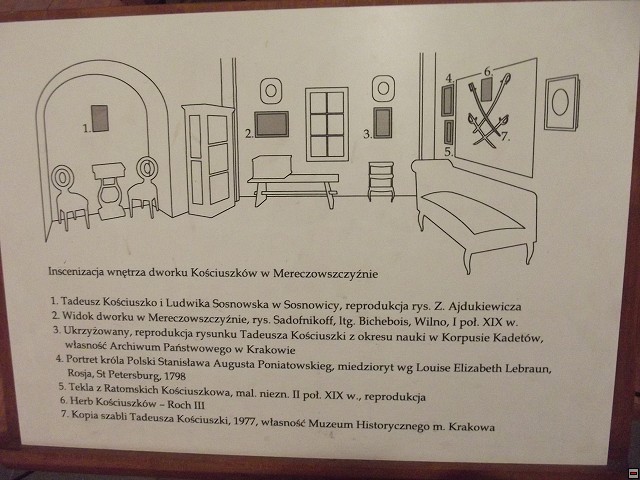 1.
2.
3.
4.
5.
6.
7.
Inscenizacja wnętrza dworku Kościuszków w Mereczowszczyźnie
1. Tadeusz Kościuszko i Ludwika Sosnowska w Sosnowicy, reprodukcja rys. Z. Ajdukiewicza
2. Widok dworku w Mereczowszczyźnie, rys. Sadofnikoff, ltg. Bichebois, Wilno, I poł. XIX w.
3. Ukrzyżowany, reprodukcja rysunku Tadeusza Kościuszki z okresu nauki w Korpusie Kadetów,
własność Archiwum Państwowego w Krakowie
4. Portret króla Polski Stanisława Augusta Poniatowskiego, miedzioryt wg Louise Elizabeth Lebraun,
Rosja, St Petersburg, 1798
5. Tekla z Ratomskich Kościuszkowa, mal. niezn. II poł. XIX w., reprodukcja
6. Herb Kościuszków – Roch III
7. Kopia szabli Tadeusza Kościuszki, 1977, własność Muzeum Historycznego m. Krakowa